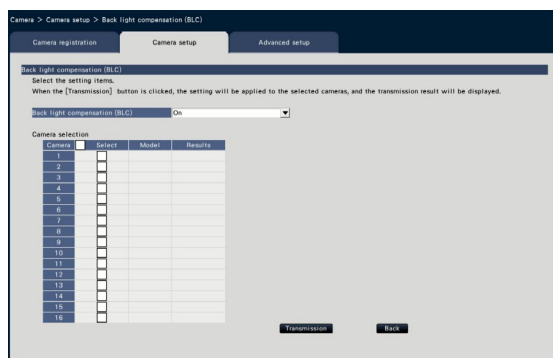 Camera > Camera setup > Back light compensation (BLC)
Camera registration Camera setup Advanced setup
Back light compensation (BLC)
Select the setting items.
When the [Transmission] button is clicked, the setting will be applied to the selected cameras, and the transmission result will be displayed.
Back light compensation (BLC) On
Camera selection
Camera Select Model Results
1
2
3
4
5
6
7
8
9
10
11
12
13
14
15
16
Transmission Back